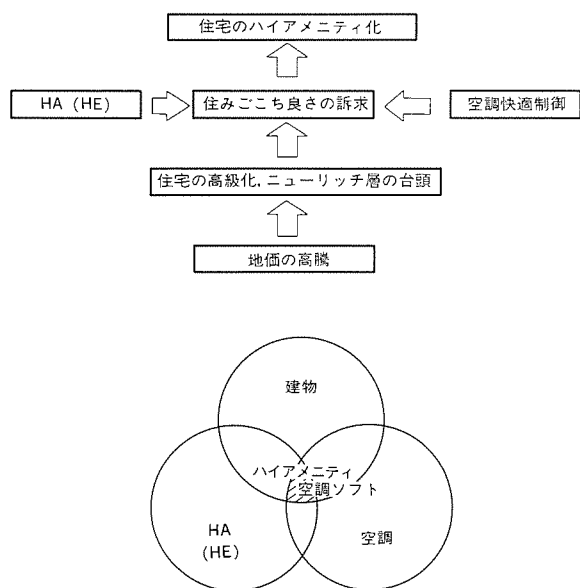 住宅のハイアメニティ化
HA (HE)
住みごこち良さの訴求
空調快適制御
住宅の高級化,ニューリッチ層の台頭
地価の高騰
建物
ハイアメニティ
空調ソフト
HA
(HE)
空調